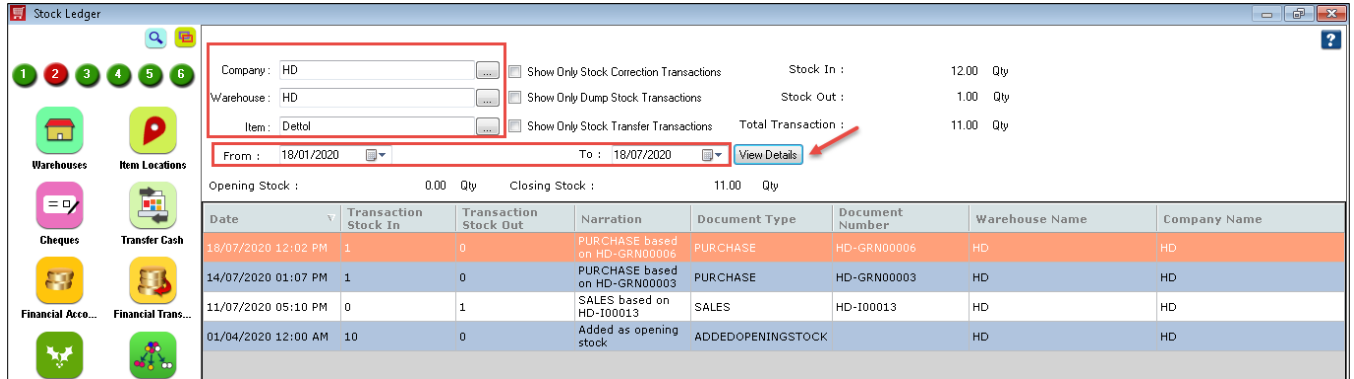 Stock Ledger
1 2 3 4 5 6
Warehouses Item Locations
Cheques Transfer Cash
Financial Acco... Financial Trans...
Company : HD ... Show Only Stock Correction Transactions Stock In : 12.00 Qty
Warehouse : HD ... Show Only Dump Stock Transactions Stock Out : 1.00 Qty
Item : Dettol ... Show Only Stock Transfer Transactions Total Transaction : 11.00 Qty
From : 18/01/2020 To : 18/07/2020 View Details
?
Opening Stock : 0.00 Qty Closing Stock : 11.00 Qty
Date Transaction Stock In Transaction Stock Out Narration Document Type Document Number Warehouse Name Company Name
18/07/2020 12:02 PM 1 0 PURCHASE based on HD-GRN00006 PURCHASE HD-GRN00006 HD HD
14/07/2020 01:07 PM 1 0 PURCHASE based on HD-GRN00003 PURCHASE HD-GRN00003 HD HD
11/07/2020 05:10 PM 0 1 SALES based on HD-I00013 SALES HD-I00013 HD HD
01/04/2020 12:00 AM 10 0 Added as opening stock ADDEDOPENINGSTOCK HD HD